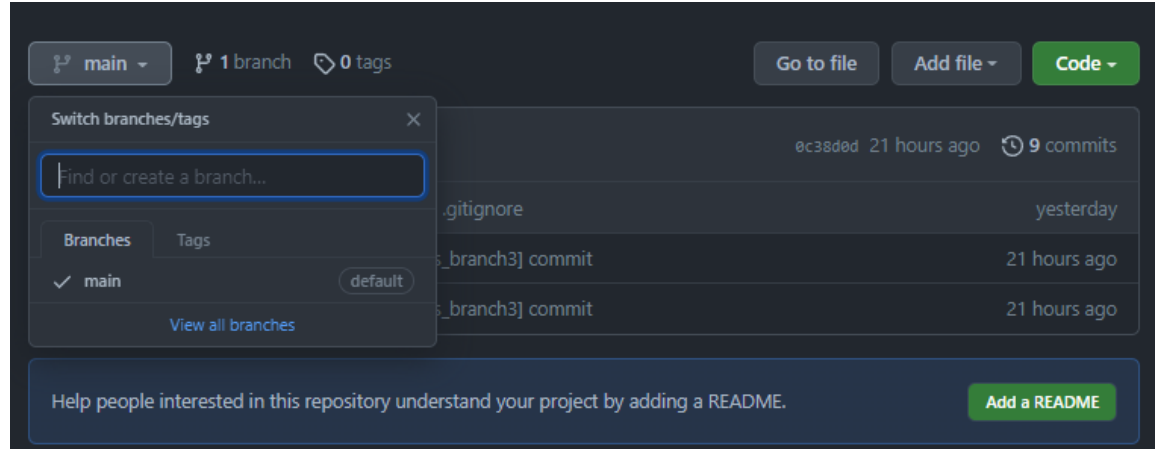 main 1 branch 0 tags Go to file Add file Code
Switch branches/tags
0c38d0d 21 hours ago 9 commits
Find or create a branch...
.gitignore yesterday
Branches Tags
s_branch3] commit 21 hours ago
main default
s_branch3] commit 21 hours ago
View all branches
Help people interested in this repository understand your project by adding a README. Add a README